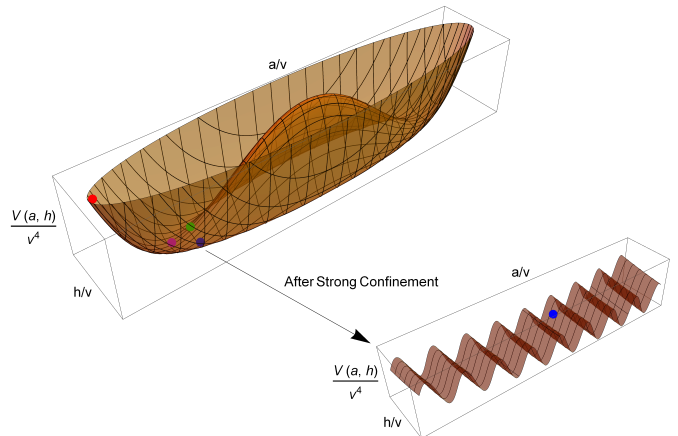 a/v
V (a, h)
v⁴
h/v
After Strong Confinement
a/v
V (a, h)
v⁴
h/v